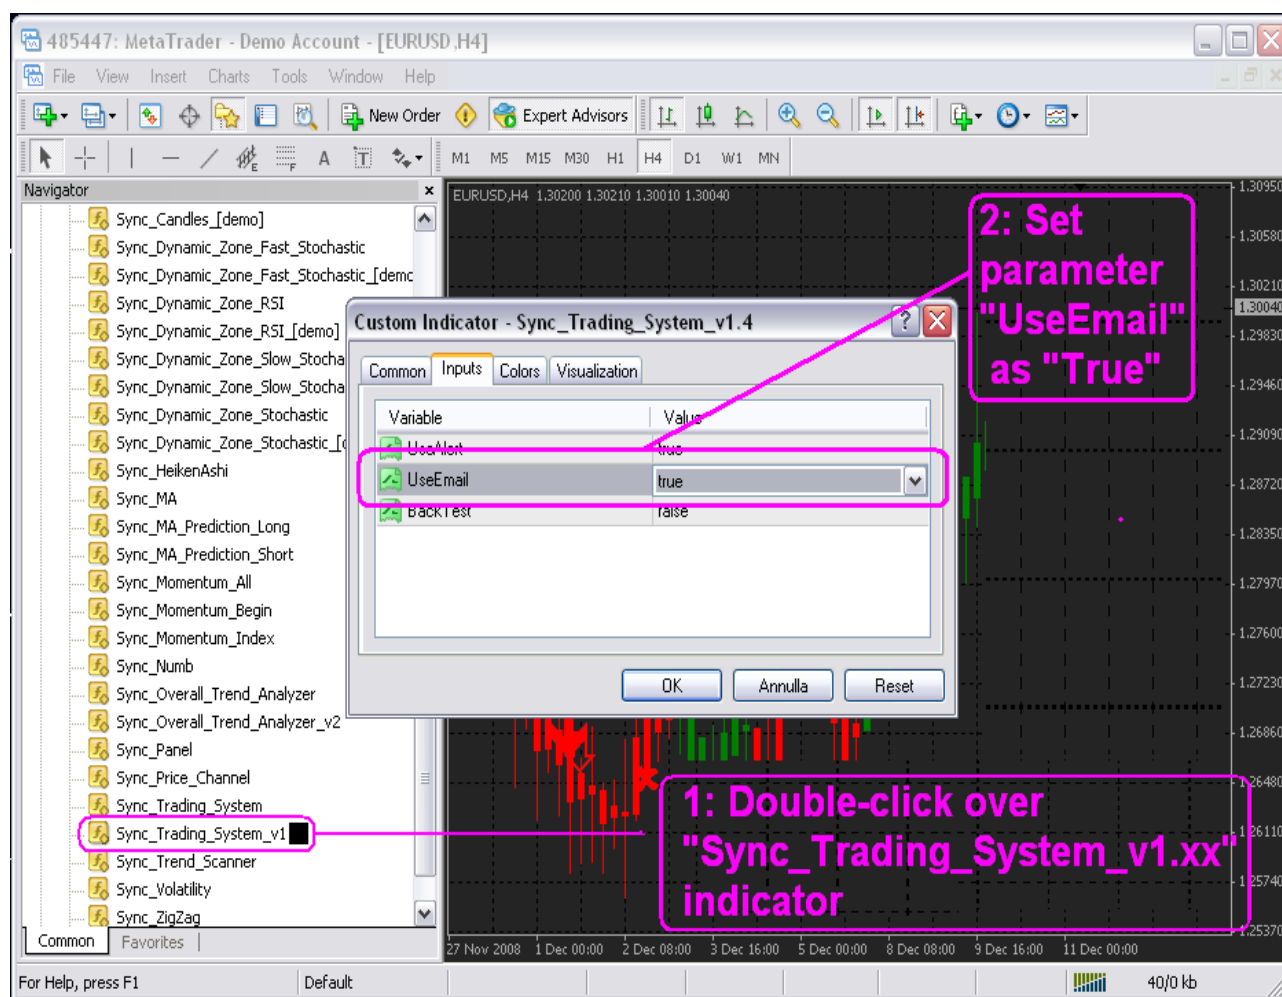 485447: MetaTrader - Demo Account - [EURUSD,H4]
File View Insert Charts Tools Window Help
New Order Expert Advisors
A T M1 M5 M15 M30 H1 H4 D1 W1 MN
Navigator
EURUSD,H4 1.30200 1.30210 1.30010 1.30040
Sync_Candles_[demo]
Sync_Dynamic_Zone_Fast_Stochastic
Sync_Dynamic_Zone_Fast_Stochastic_[demo
Sync_Dynamic_Zone_RSI
Sync_Dynamic_Zone_RSI_[demo]
Sync_Dynamic_Zone_Slow_Stocha
Sync_Dynamic_Zone_Slow_Stocha
Sync_Dynamic_Zone_Stochastic
Sync_Dynamic_Zone_Stochastic_[d
Sync_HeikenAshi
Sync_MA
Sync_MA_Prediction_Long
Sync_MA_Prediction_Short
Sync_Momentum_All
Sync_Momentum_Begin
Sync_Momentum_Index
Sync_Numb
Sync_Overall_Trend_Analyzer
Sync_Overall_Trend_Analyzer_v2
Sync_Panel
Sync_Price_Channel
Sync_Trading_System
Sync_Trading_System_v1
Sync_Trend_Scanner
Sync_Volatility
Sync_ZigZag
Common Favorites
Custom Indicator - Sync_Trading_System_v1.4
Common Inputs Colors Visualization
Variable Value
UseAlert true
UseEmail true
BackTest false
OK Annulla Reset
2: Set
parameter
"UseEmail"
as "True"
1: Double-click over
"Sync_Trading_System_v1.xx"
indicator
1.30950
1.30580
1.30210
1.30040
1.29830
1.29460
1.29090
1.28720
1.28350
1.27970
1.27600
1.27230
1.26860
1.26480
1.26110
1.25740
1.25370
27 Nov 2008 1 Dec 00:00 2 Dec 08:00 3 Dec 16:00 5 Dec 00:00 8 Dec 08:00 9 Dec 16:00 11 Dec 00:00
For Help, press F1 Default 40/0 kb